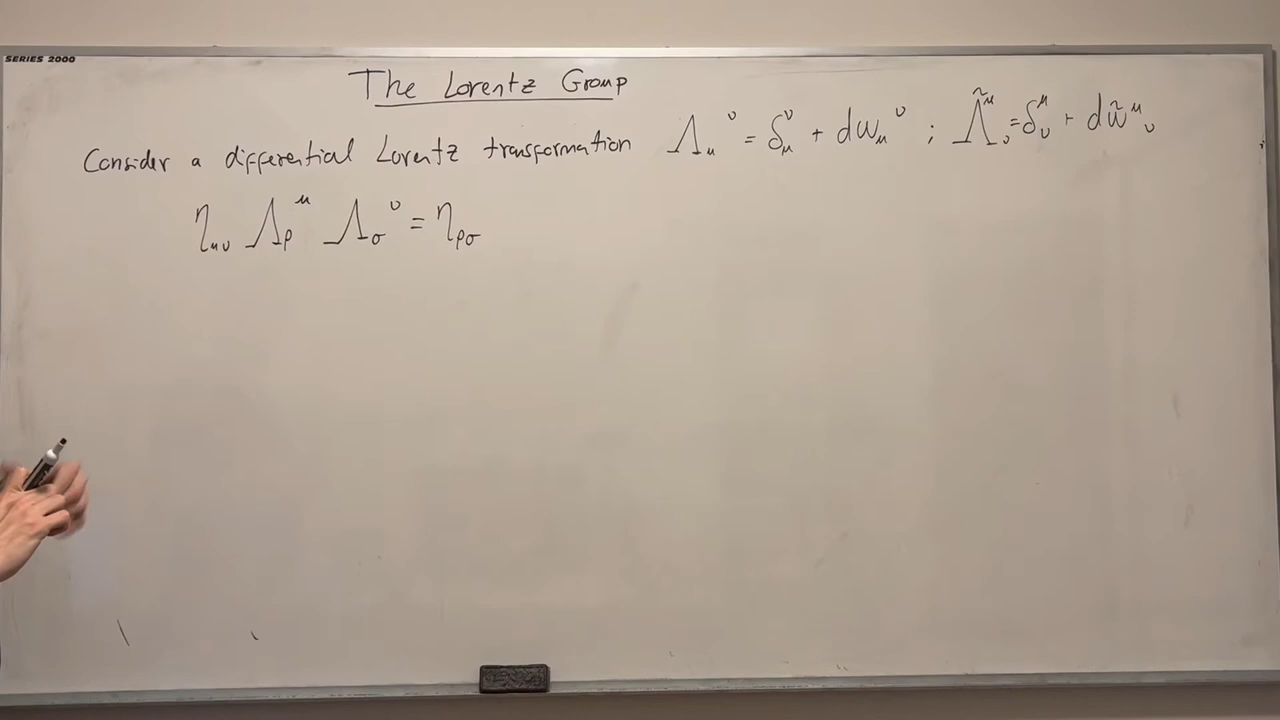 SERIES 2000
The Lorentz Group
Consider a differential Lorentz transformation Λ_μ^ν = δ_μ^ν + dω_μ^ν ; Λ̃^μ_ν = δ^μ_ν + dω̃^μ_ν
η_μν Λ_ρ^μ Λ_σ^ν = η_ρσ